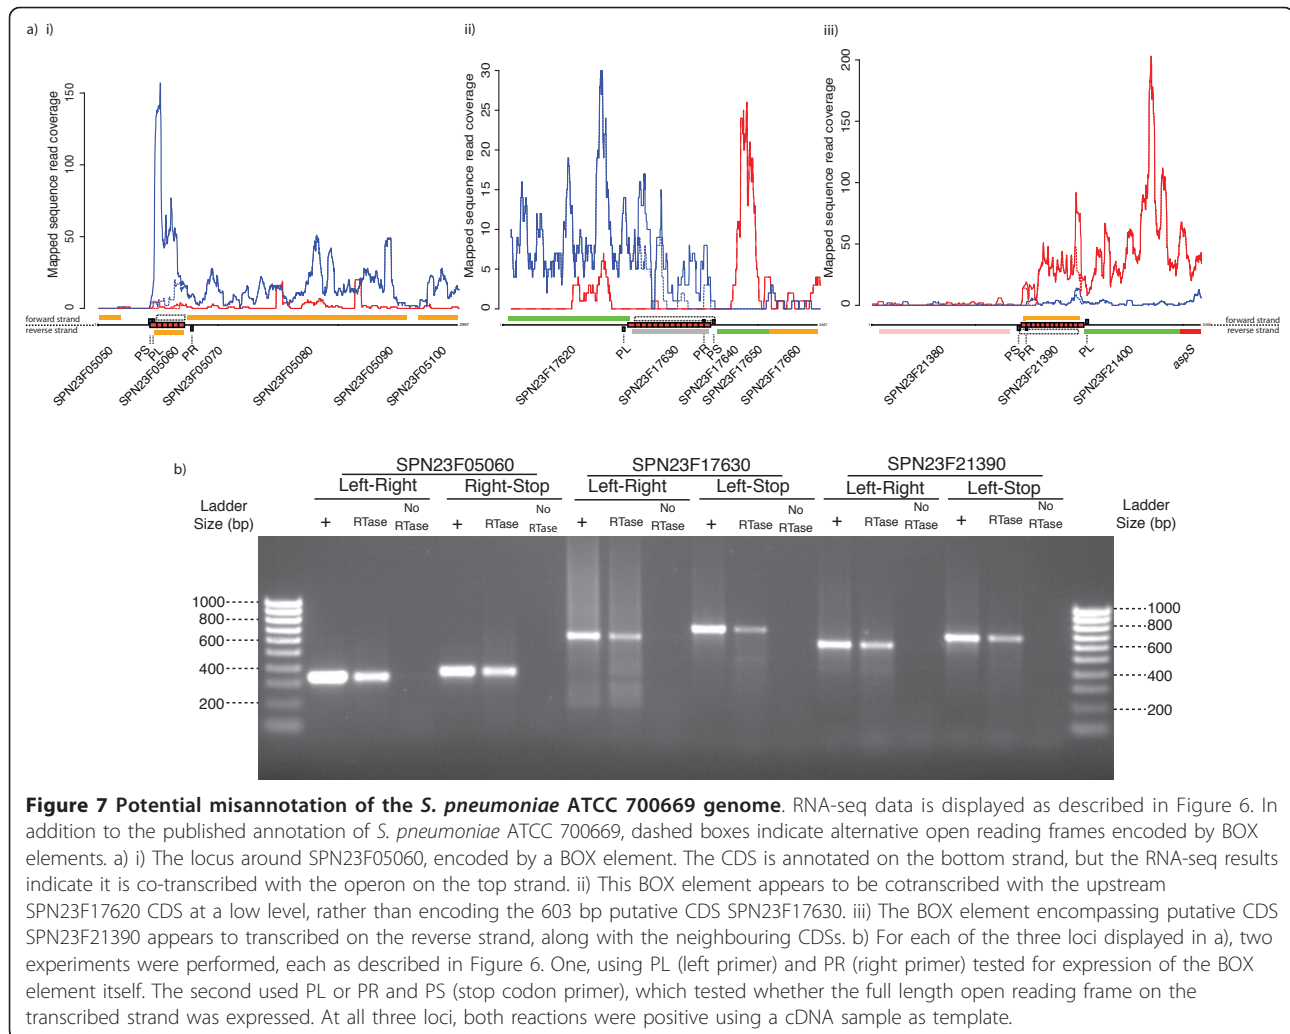 a) i)
ii)
iii)
Mapped sequence read coverage
150
100
50
0
Mapped sequence read coverage
30
25
20
15
10
5
0
Mapped sequence read coverage
200
150
100
50
0
forward strand
reverse strand
forward strand
reverse strand
PS
PL
PR
SPN23F05050
SPN23F05060
SPN23F05070
SPN23F05080
SPN23F05090
SPN23F05100
PL
PR
PS
SPN23F17620
SPN23F17630
SPN23F17640
SPN23F17650
SPN23F17660
PS
PR
PL
SPN23F21380
SPN23F21390
SPN23F21400
aspS
b)
SPN23F05060 SPN23F17630 SPN23F21390
Left-Right Right-Stop Left-Right Left-Stop Left-Right Left-Stop
Ladder Size (bp)
+ RTase No RTase + RTase No RTase + RTase No RTase + RTase No RTase + RTase No RTase + RTase No RTase
Ladder Size (bp)
1000
800
600
400
200
1000
800
600
400
200
Figure 7 Potential misannotation of the S. pneumoniae ATCC 700669 genome. RNA-seq data is displayed as described in Figure 6. In
addition to the published annotation of S. pneumoniae ATCC 700669, dashed boxes indicate alternative open reading frames encoded by BOX
elements. a) i) The locus around SPN23F05060, encoded by a BOX element. The CDS is annotated on the bottom strand, but the RNA-seq results
indicate it is co-transcribed with the operon on the top strand. ii) This BOX element appears to be cotranscribed with the upstream
SPN23F17620 CDS at a low level, rather than encoding the 603 bp putative CDS SPN23F17630. iii) The BOX element encompassing putative CDS
SPN23F21390 appears to transcribed on the reverse strand, along with the neighbouring CDSs. b) For each of the three loci displayed in a), two
experiments were performed, each as described in Figure 6. One, using PL (left primer) and PR (right primer) tested for expression of the BOX
element itself. The second used PL or PR and PS (stop codon primer), which tested whether the full length open reading frame on the
transcribed strand was expressed. At all three loci, both reactions were positive using a cDNA sample as template.